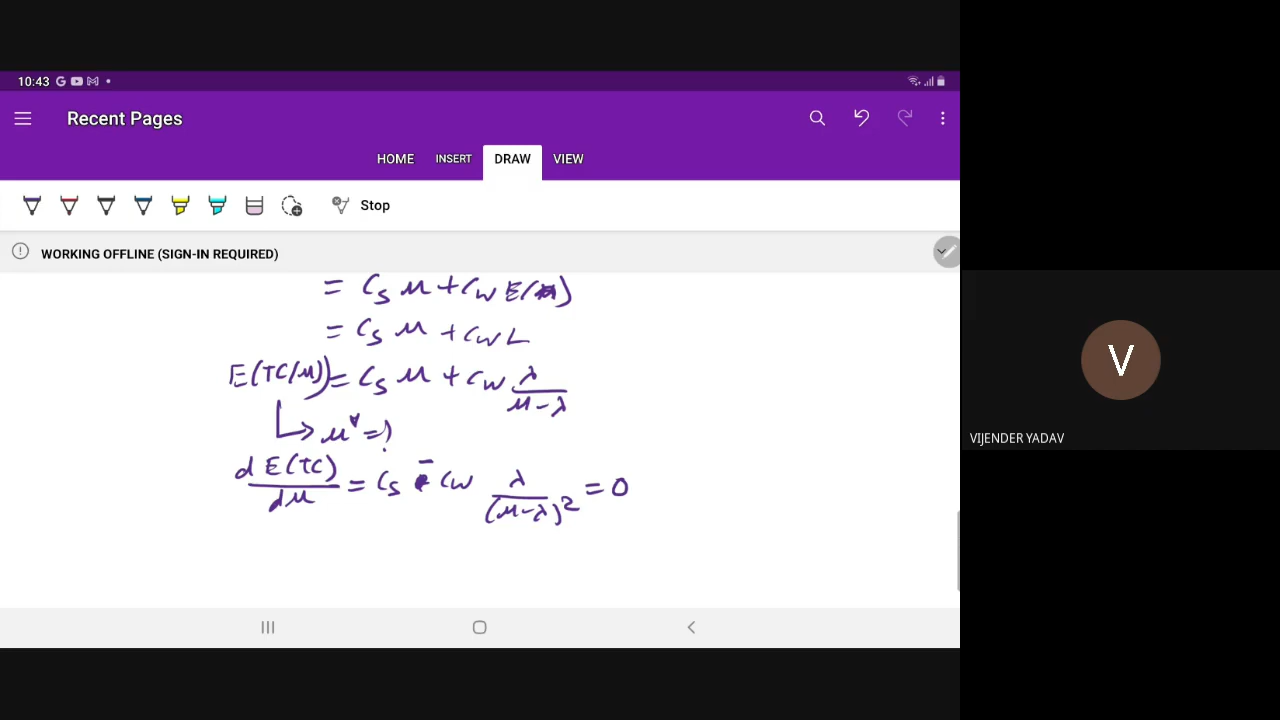 10:43
Recent Pages
HOME INSERT DRAW VIEW
Stop
WORKING OFFLINE (SIGN-IN REQUIRED)
= Cs μ + Cw E( )
= Cs μ + Cw L
E(TC/μ) = Cs μ + Cw λ/(μ-λ)
↳ μ* = ?
d E(TC)/dμ = Cs - Cw λ/(μ-λ)² = 0
V
VIJENDER YADAV